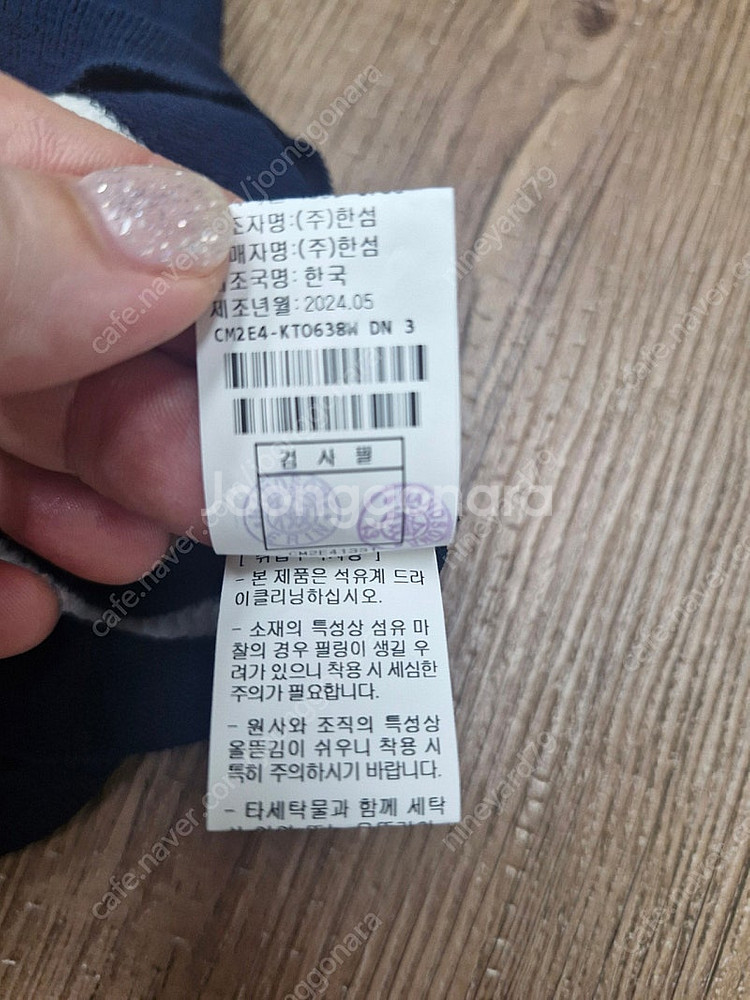 조자명:(주)한섬
매자명:(주)한섬
조국명: 한국
제조년월: 2024.05
CM2E4-KT0638W DN 3
검 사 필
Joonggonara
- 본 제품은 석유계 드라
이클리닝하십시오.
- 소재의 특성상 섬유 마
찰의 경우 필링이 생길 우
려가 있으니 착용 시 세심한
주의가 필요합니다.
- 원사와 조직의 특성상
올뜯김이 쉬우니 착용 시
특히 주의하시기 바랍니다.
- 타세탁물과 함께 세탁
cafe.naver.com/joonggonara
nineyard79